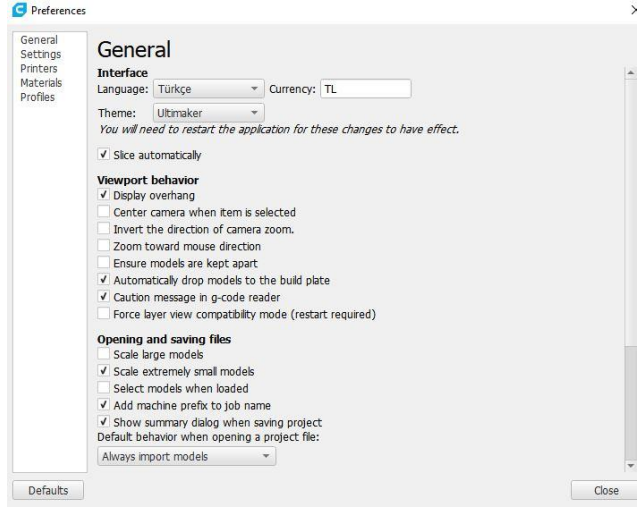 Preferences
General
Settings
Printers
Materials
Profiles
General
Interface
Language: Türkçe Currency: TL
Theme: Ultimaker
You will need to restart the application for these changes to have effect.
Slice automatically
Viewport behavior
Display overhang
Center camera when item is selected
Invert the direction of camera zoom.
Zoom toward mouse direction
Ensure models are kept apart
Automatically drop models to the build plate
Caution message in g-code reader
Force layer view compatibility mode (restart required)
Opening and saving files
Scale large models
Scale extremely small models
Select models when loaded
Add machine prefix to job name
Show summary dialog when saving project
Default behavior when opening a project file:
Always import models
Defaults Close